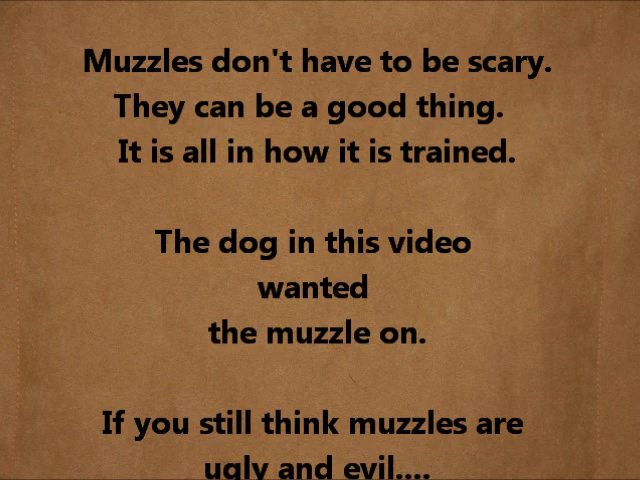 Muzzles don't have to be scary.
They can be a good thing.
It is all in how it is trained.
The dog in this video
wanted
the muzzle on.
If you still think muzzles are
ugly and evil....